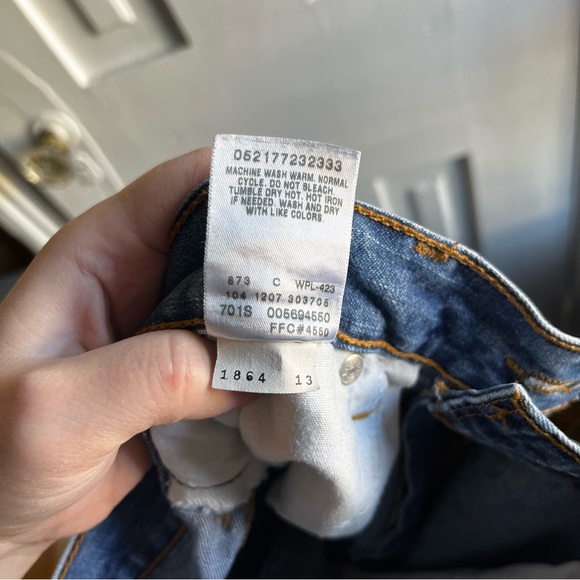 052177232333
MACHINE WASH WARM. NORMAL
CYCLE. DO NOT BLEACH.
TUMBLE DRY HOT. HOT IRON
IF NEEDED. WASH AND DRY
WITH LIKE COLORS.
873 C WPL-423
104 1207 303705
701S 005694550
FFC#4550
1864 13